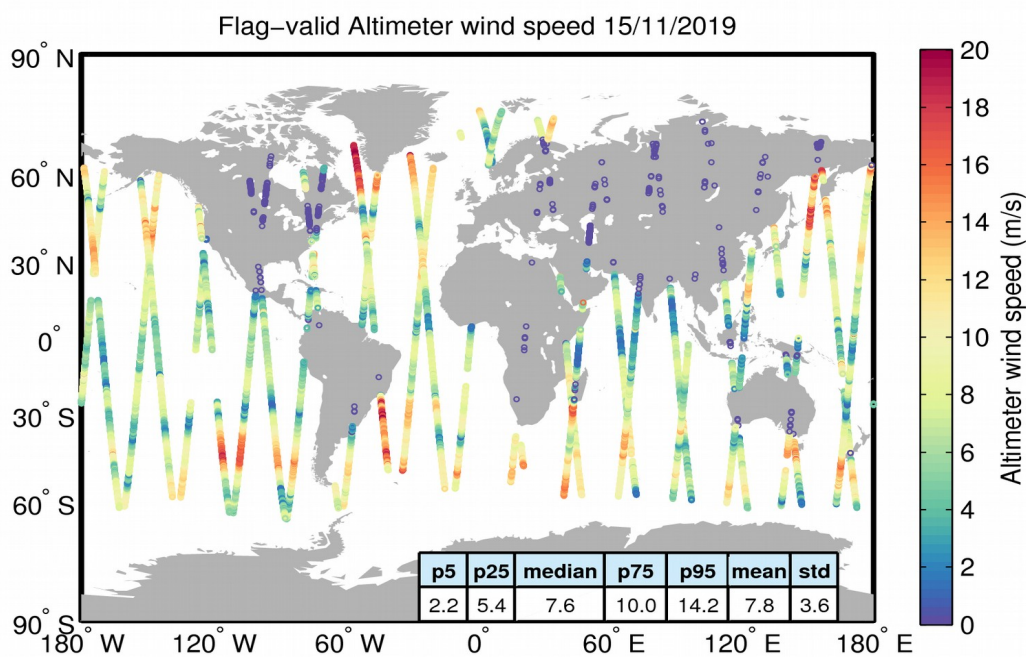 Flag−valid Altimeter wind speed 15/11/2019
90° N
60° N
30° N
0°
30° S
60° S
90° S
180° W
120° W
60° W
0°
60° E
120° E
180° E
p5 p25 median p75 p95 mean std
2.2 5.4 7.6 10.0 14.2 7.8 3.6
20
18
16
14
12
10
8
6
4
2
0
Altimeter wind speed (m/s)